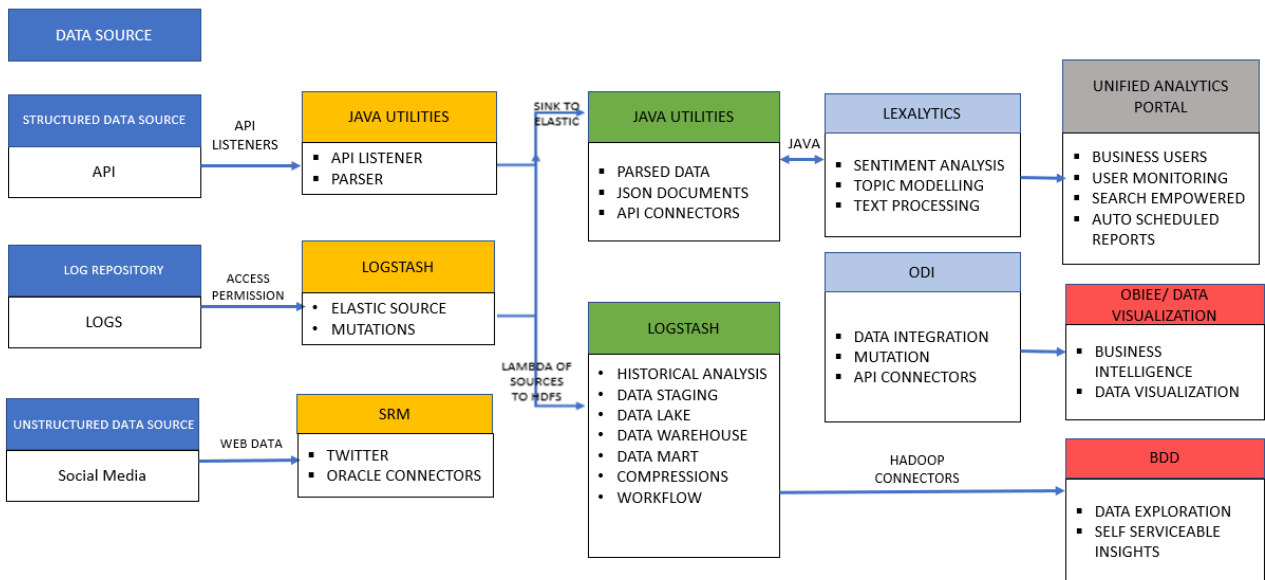 DATA SOURCE
STRUCTURED DATA SOURCE
API
API
LISTENERS
JAVA UTILITIES
▪ API LISTENER
▪ PARSER
SINK TO
ELASTIC
JAVA UTILITIES
▪ PARSED DATA
▪ JSON DOCUMENTS
▪ API CONNECTORS
JAVA
LEXALYTICS
▪ SENTIMENT ANALYSIS
▪ TOPIC MODELLING
▪ TEXT PROCESSING
UNIFIED ANALYTICS
PORTAL
▪ BUSINESS USERS
▪ USER MONITORING
▪ SEARCH EMPOWERED
▪ AUTO SCHEDULED
REPORTS
LOG REPOSITORY
LOGS
ACCESS
PERMISSION
LOGSTASH
• ELASTIC SOURCE
• MUTATIONS
LAMBDA OF
SOURCES
TO HDFS
LOGSTASH
• HISTORICAL ANALYSIS
• DATA STAGING
• DATA LAKE
• DATA WAREHOUSE
• DATA MART
• COMPRESSIONS
• WORKFLOW
ODI
▪ DATA INTEGRATION
▪ MUTATION
▪ API CONNECTORS
OBIEE/ DATA
VISUALIZATION
▪ BUSINESS
INTELLIGENCE
▪ DATA VISUALIZATION
UNSTRUCTURED DATA SOURCE
Social Media
WEB DATA
SRM
▪ TWITTER
▪ ORACLE CONNECTORS
HADOOP
CONNECTORS
BDD
▪ DATA EXPLORATION
▪ SELF SERVICEABLE
INSIGHTS